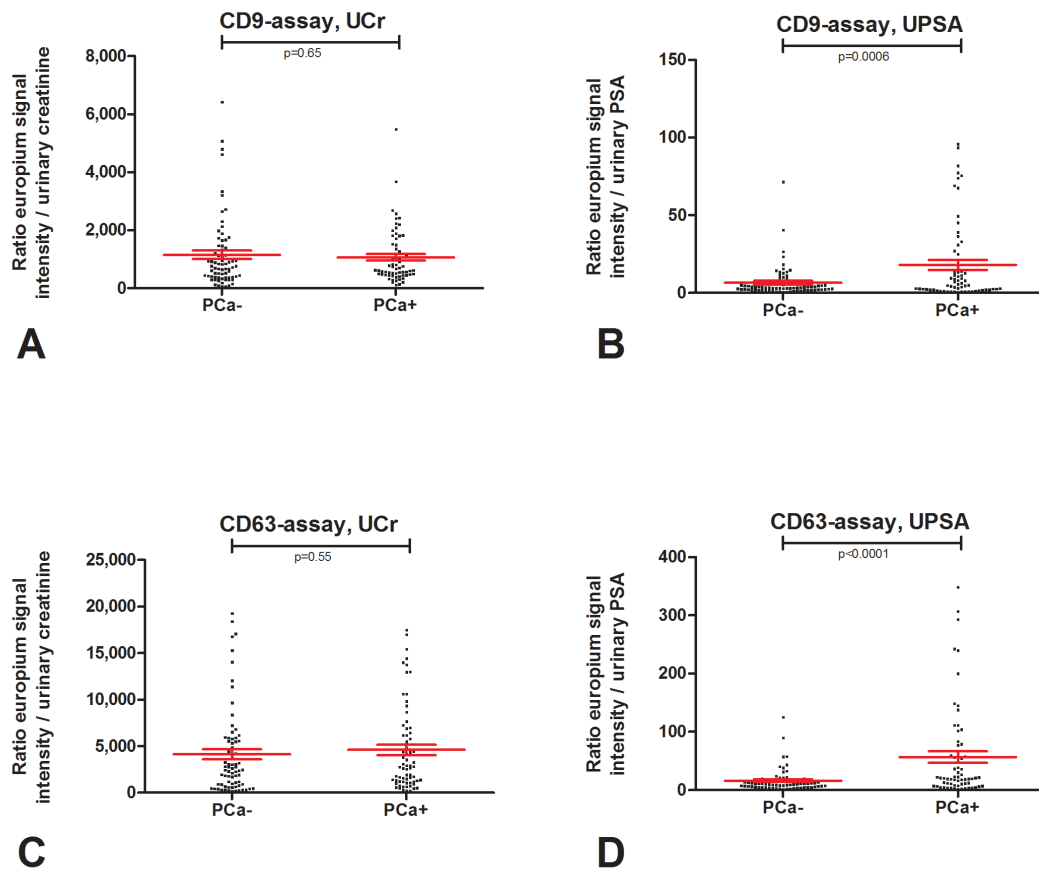 CD9-assay, UCr
p=0.65
Ratio europium signal
intensity / urinary creatinine
8,000
6,000
4,000
2,000
0
PCa-
PCa+
A
CD9-assay, UPSA
p=0.0006
Ratio europium signal
intensity / urinary PSA
150
100
50
0
PCa-
PCa+
B
CD63-assay, UCr
p=0.55
Ratio europium signal
intensity / urinary creatinine
25,000
20,000
15,000
10,000
5,000
0
PCa-
PCa+
C
CD63-assay, UPSA
p<0.0001
Ratio europium signal
intensity / urinary PSA
400
300
200
100
0
PCa-
PCa+
D